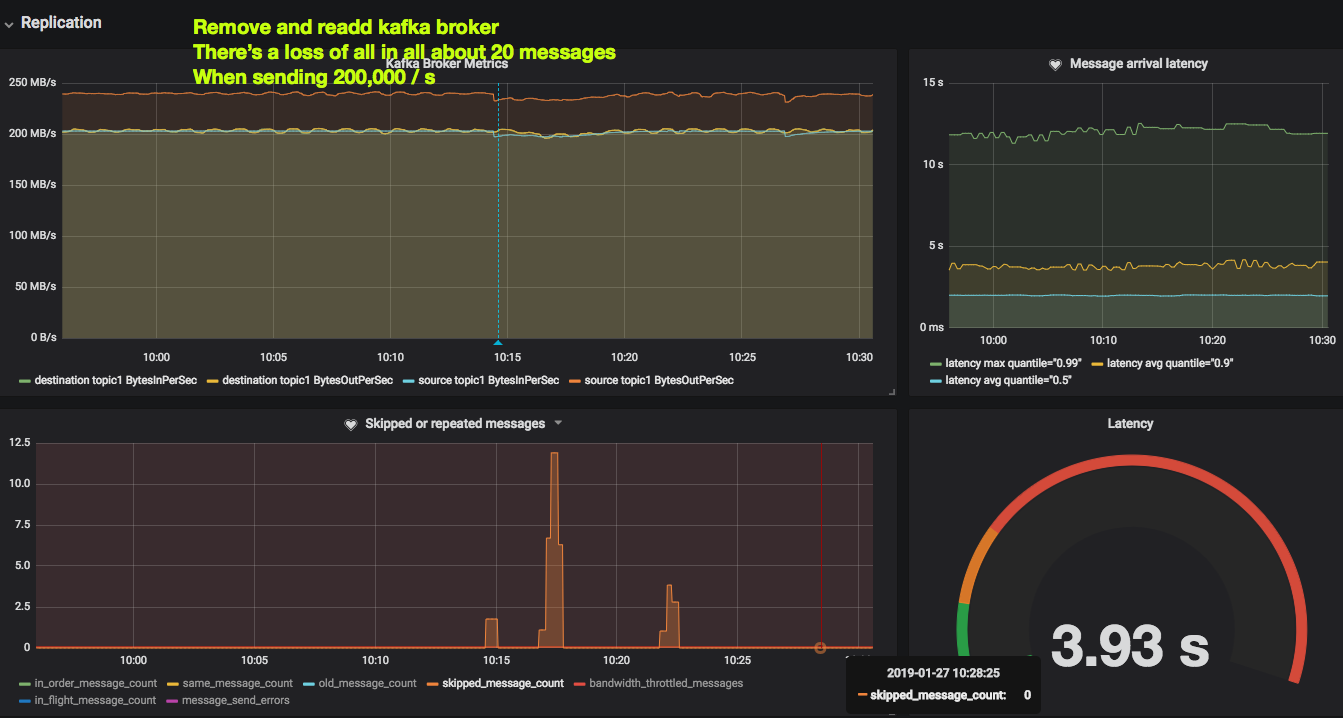 Replication
Remove and readd kafka broker
There's a loss of all in all about 20 messages
When sending 200,000 / s
Kafka Broker Metrics
250 MB/s
200 MB/s
150 MB/s
100 MB/s
50 MB/s
0 B/s
10:00 10:05 10:10 10:15 10:20 10:25 10:30
destination topic1 BytesInPerSec destination topic1 BytesOutPerSec source topic1 BytesInPerSec source topic1 BytesOutPerSec
Message arrival latency
15 s
10 s
5 s
0 ms
10:00 10:10 10:20 10:30
latency max quantile="0.99" latency avg quantile="0.9"
latency avg quantile="0.5"
Skipped or repeated messages
12.5
10.0
7.5
5.0
2.5
0
10:00 10:05 10:10 10:15 10:20 10:25
in_order_message_count same_message_count old_message_count skipped_message_count bandwidth_throttled_messages
in_flight_message_count message_send_errors
2019-01-27 10:28:25
skipped_message_count: 0
Latency
3.93 s